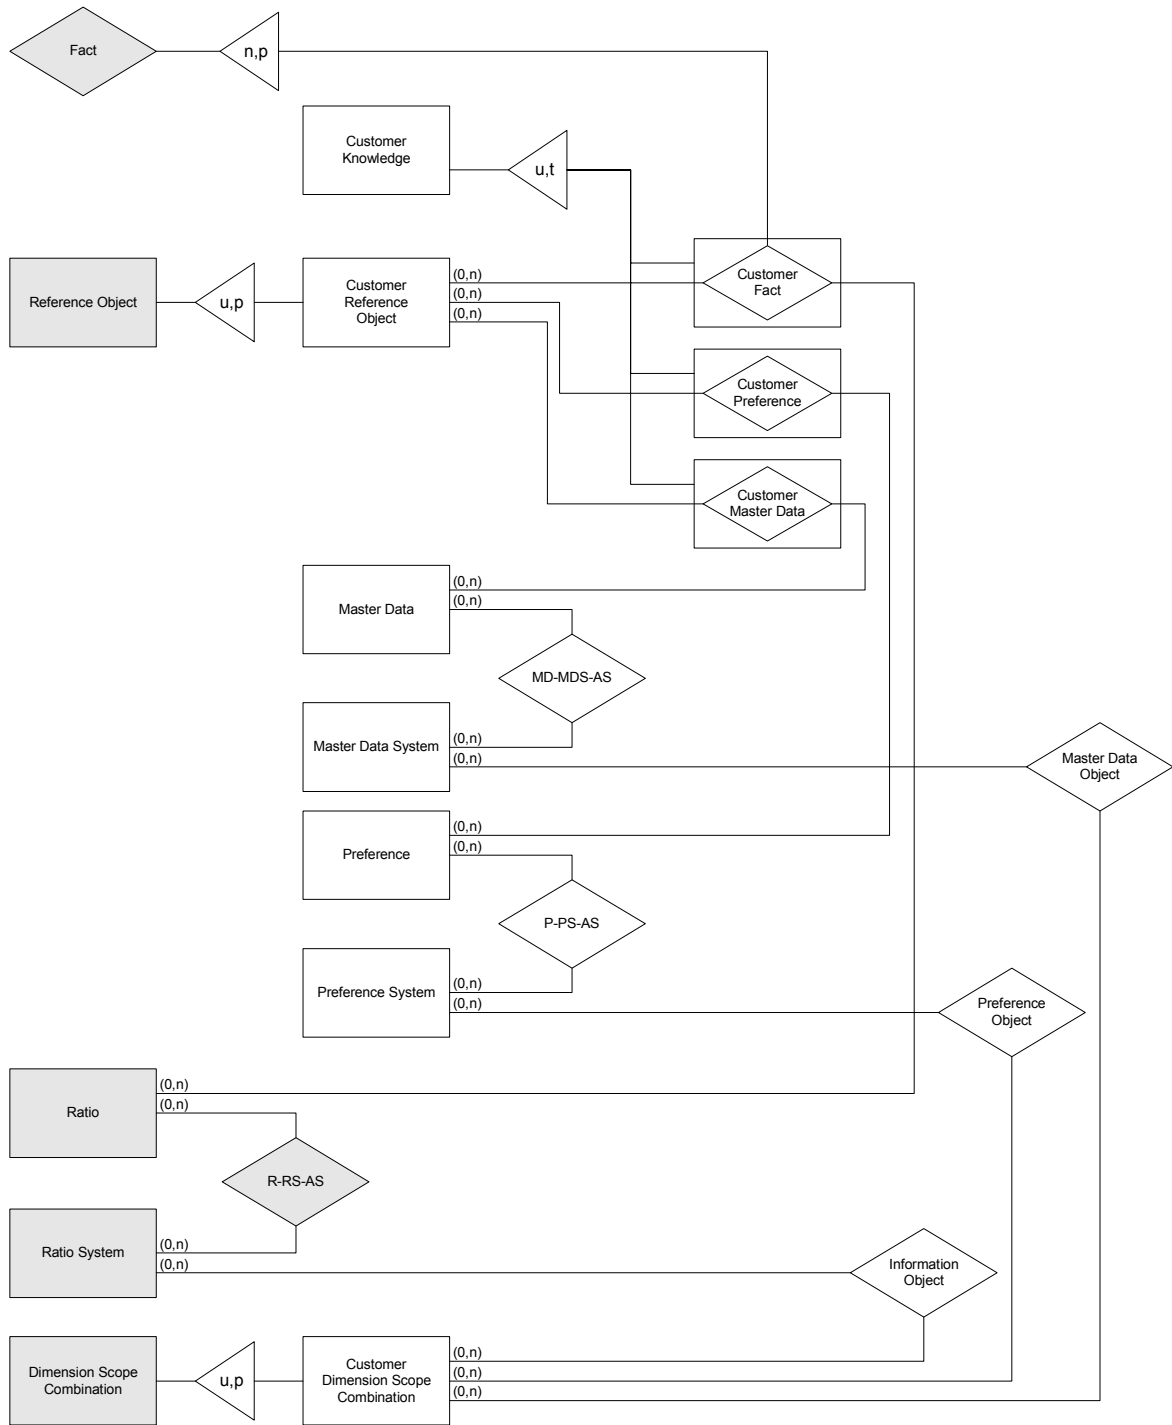 Fact
n,p
Customer
Knowledge
u,t
Reference Object
u,p
Customer
Reference
Object
(0,n)
(0,n)
(0,n)
Customer
Fact
Customer
Preference
Customer
Master Data
Master Data
(0,n)
(0,n)
MD-MDS-AS
Master Data System
(0,n)
(0,n)
Master Data
Object
Preference
(0,n)
(0,n)
P-PS-AS
Preference System
(0,n)
(0,n)
Preference
Object
Ratio
(0,n)
(0,n)
R-RS-AS
Ratio System
(0,n)
(0,n)
Information
Object
Dimension Scope
Combination
u,p
Customer
Dimension Scope
Combination
(0,n)
(0,n)
(0,n)